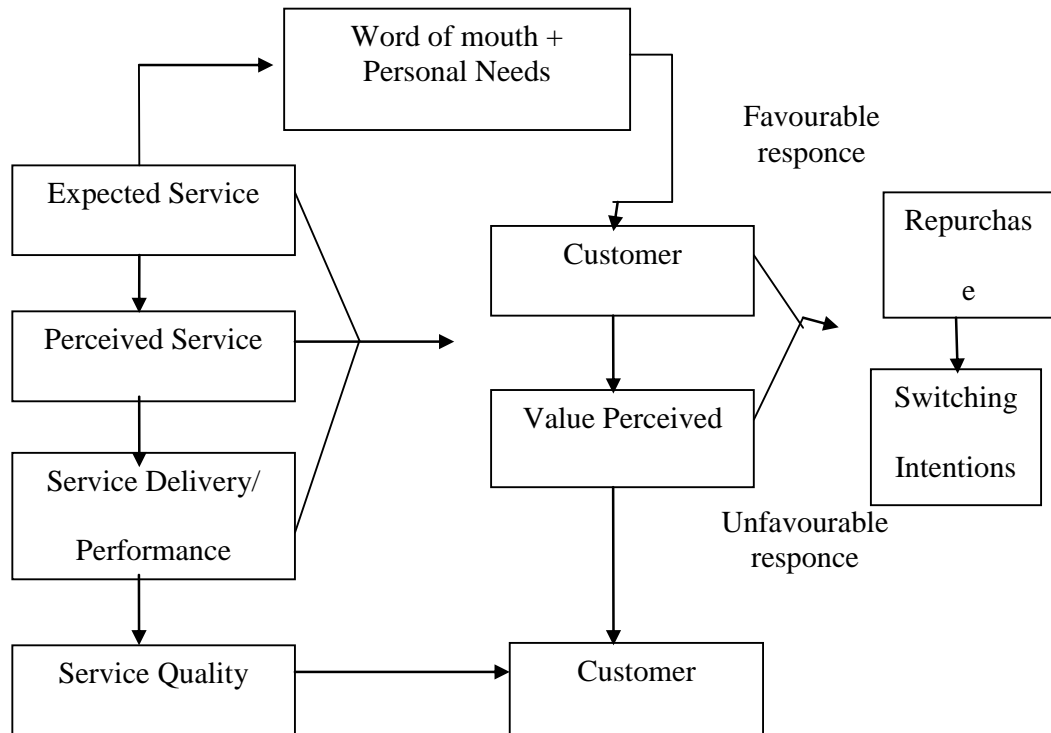 Word of mouth +
Personal Needs
Favourable
responce
Expected Service
Customer
Repurchas
e
Perceived Service
Value Perceived
Switching
Intentions
Service Delivery/
Performance
Unfavourable
responce
Service Quality
Customer